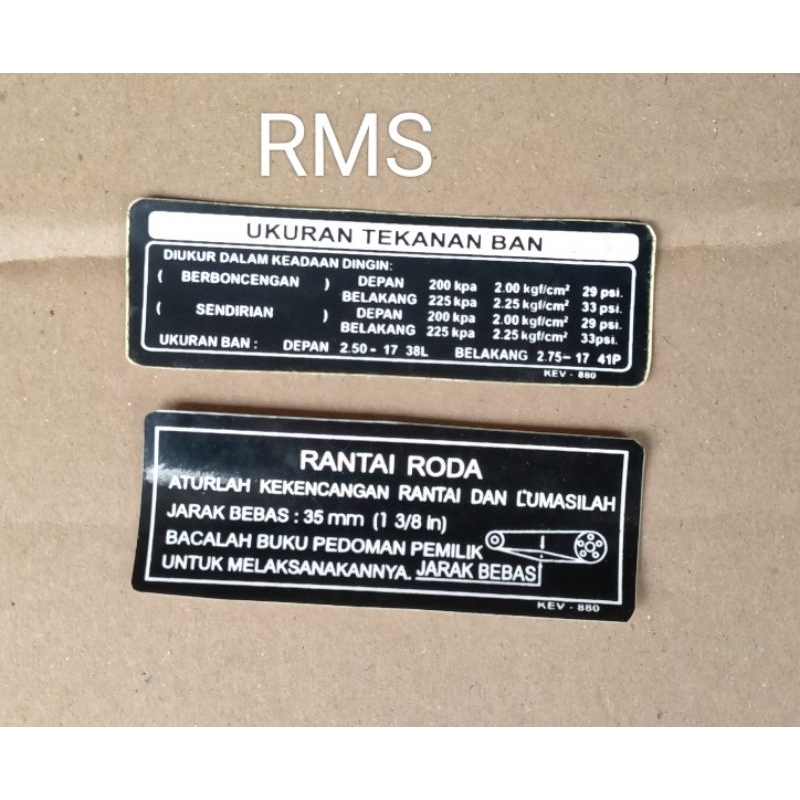 RMS
UKURAN TEKANAN BAN
DIUKUR DALAM KEADAAN DINGIN:
( BERBONCENGAN ) DEPAN 200 kpa 2.00 kgf/cm² 29 psi.
BELAKANG 225 kpa 2.25 kgf/cm² 33 psi.
( SENDIRIAN ) DEPAN 200 kpa 2.00 kgf/cm² 29 psi.
BELAKANG 225 kpa 2.25 kgf/cm² 33psi.
UKURAN BAN : DEPAN 2.50 - 17 38L BELAKANG 2.75 - 17 41P
KEV - 880
RANTAI RODA
ATURLAH KEKENCANGAN RANTAI DAN LUMASILAH
JARAK BEBAS : 35 mm (1 3/8 in)
BACALAH BUKU PEDOMAN PEMILIK
UNTUK MELAKSANAKANNYA. JARAK BEBAS
KEV - 880